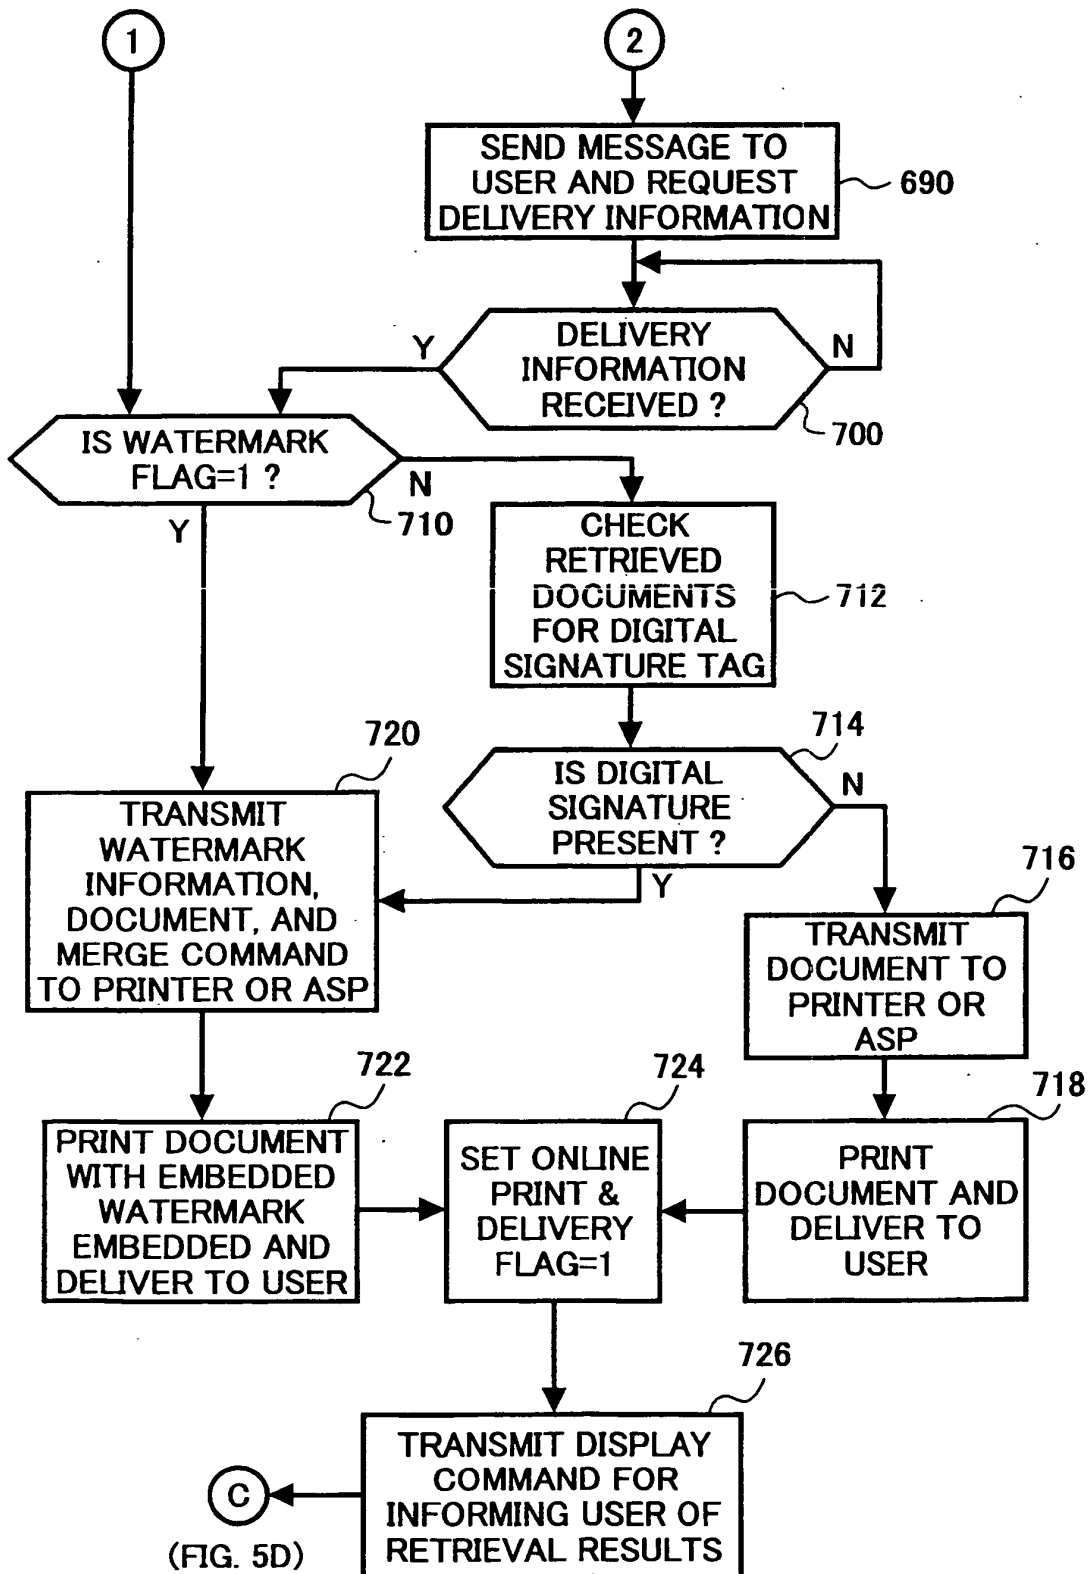 1
2
SEND MESSAGE TO
USER AND REQUEST
DELIVERY INFORMATION
690
DELIVERY
INFORMATION
RECEIVED ?
Y
N
700
IS WATERMARK
FLAG=1 ?
N
Y
710
CHECK
RETRIEVED
DOCUMENTS
FOR DIGITAL
SIGNATURE TAG
712
714
IS DIGITAL
SIGNATURE
PRESENT ?
N
Y
720
TRANSMIT
WATERMARK
INFORMATION,
DOCUMENT, AND
MERGE COMMAND
TO PRINTER OR ASP
716
TRANSMIT
DOCUMENT TO
PRINTER OR
ASP
722
PRINT DOCUMENT
WITH EMBEDDED
WATERMARK
EMBEDDED AND
DELIVER TO USER
724
SET ONLINE
PRINT &
DELIVERY
FLAG=1
718
PRINT
DOCUMENT AND
DELIVER TO
USER
726
TRANSMIT DISPLAY
COMMAND FOR
INFORMING USER OF
RETRIEVAL RESULTS
C
(FIG. 5D)